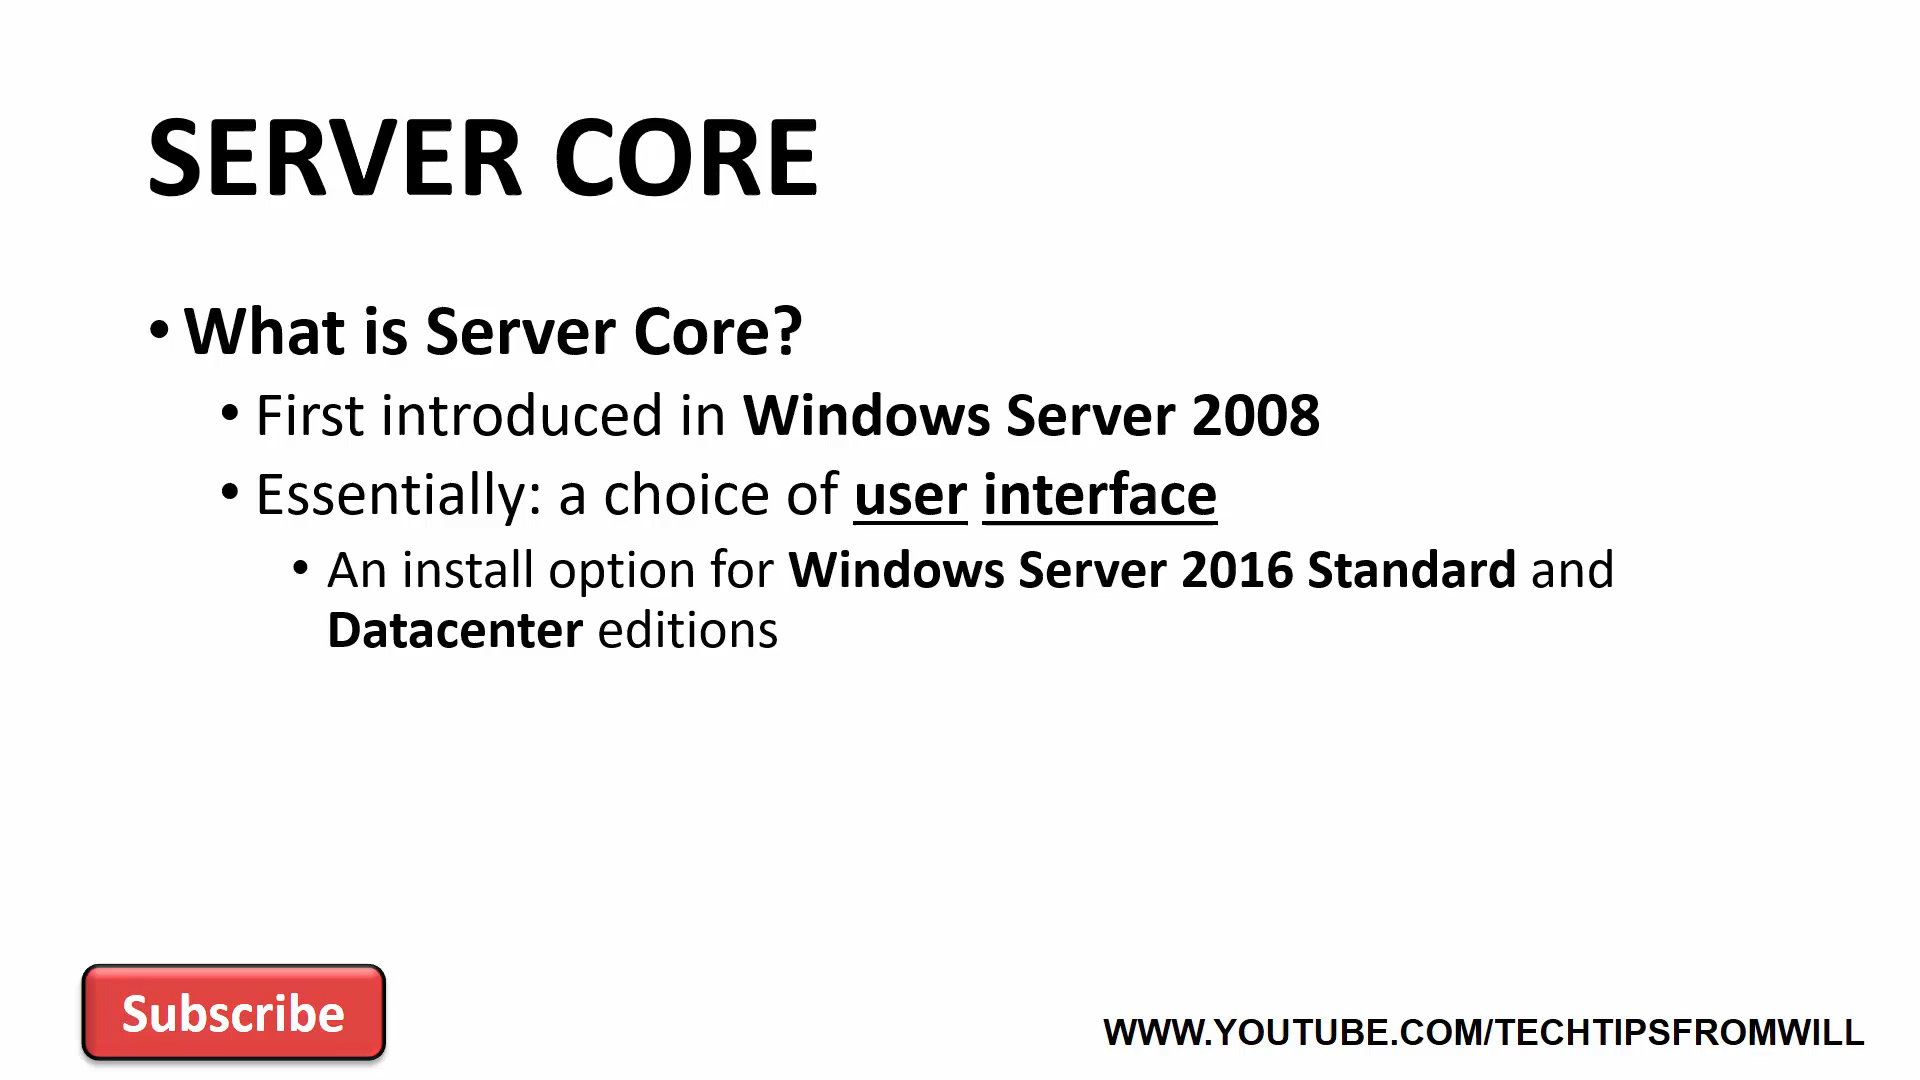 SERVER CORE
• What is Server Core?
• First introduced in Windows Server 2008
• Essentially: a choice of user interface
• An install option for Windows Server 2016 Standard and
Datacenter editions
Subscribe
WWW.YOUTUBE.COM/TECHTIPSFROMWILL